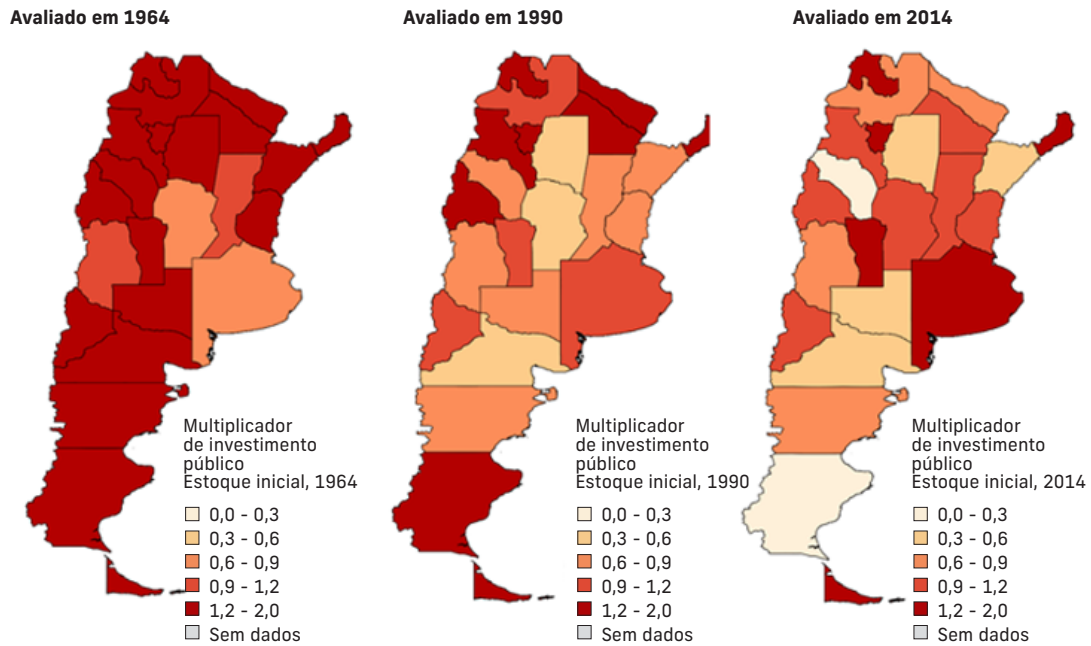 Avaliado em 1964
Avaliado em 1990
Avaliado em 2014
Multiplicador
de investimento
público
Estoque inicial, 1964
0,0 - 0,3
0,3 - 0,6
0,6 - 0,9
0,9 - 1,2
1,2 - 2,0
Sem dados
Multiplicador
de investimento
público
Estoque inicial, 1990
0,0 - 0,3
0,3 - 0,6
0,6 - 0,9
0,9 - 1,2
1,2 - 2,0
Sem dados
Multiplicador
de investimento
público
Estoque inicial, 2014
0,0 - 0,3
0,3 - 0,6
0,6 - 0,9
0,9 - 1,2
1,2 - 2,0
Sem dados